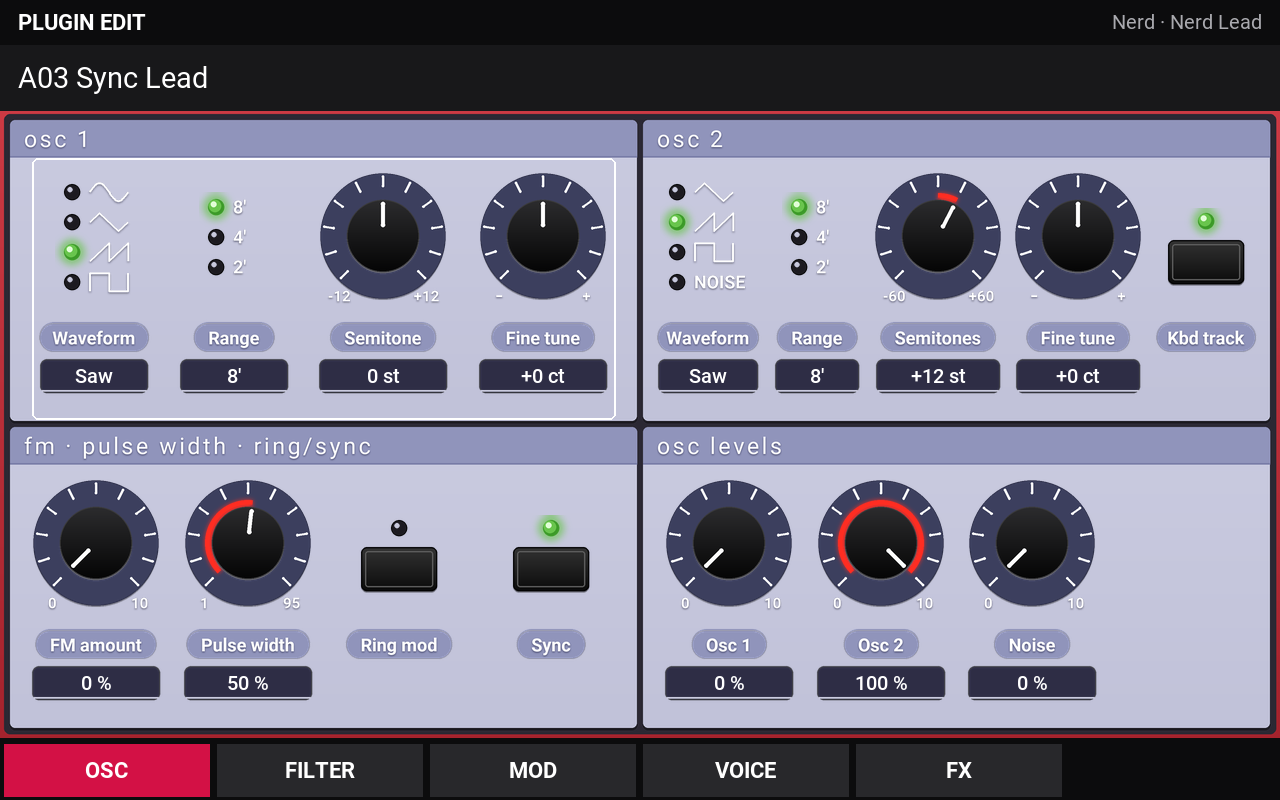 PLUGIN EDIT
Nerd · Nerd Lead
A03 Sync Lead
osc 1
8'
4'
2'
-12 +12
− +
Waveform Range Semitone Fine tune
Saw 8' 0 st +0 ct
osc 2
NOISE
8'
4'
2'
-60 +60
− +
Waveform Range Semitones Fine tune Kbd track
Saw 8' +12 st +0 ct
fm · pulse width · ring/sync
0 10
1 95
FM amount Pulse width Ring mod Sync
0 % 50 %
osc levels
0 10
0 10
0 10
Osc 1 Osc 2 Noise
0 % 100 % 0 %
OSC FILTER MOD VOICE FX